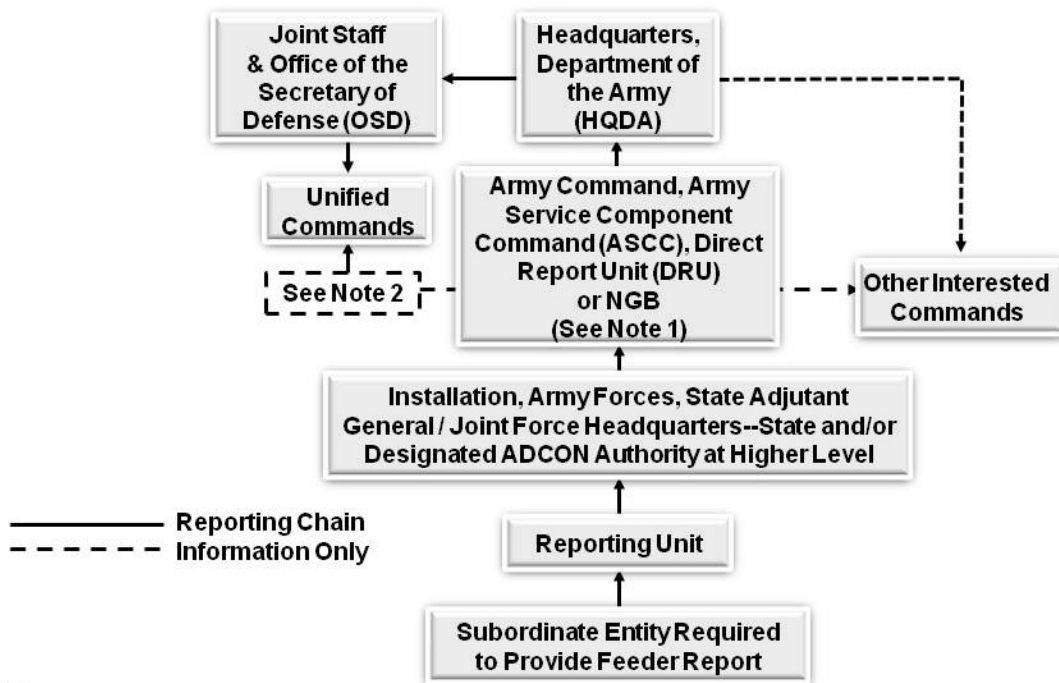 Joint Staff
& Office of the
Secretary of
Defense (OSD)
Headquarters,
Department of
the Army
(HQDA)
Unified
Commands
Army Command, Army
Service Component
Command (ASCC), Direct
Report Unit (DRU)
or NGB
(See Note 1)
See Note 2
Other Interested
Commands
Installation, Army Forces, State Adjutant
General / Joint Force Headquarters--State and/or
Designated ADCON Authority at Higher Level
Reporting Chain
Information Only
Reporting Unit
Subordinate Entity Required
to Provide Feeder Report